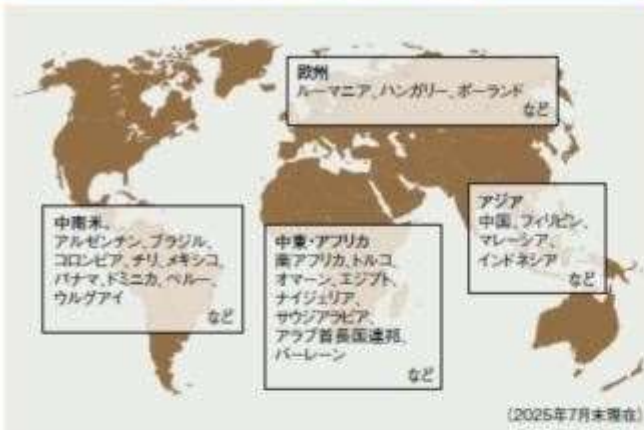 欧州
ルーマニア、ハンガリー、ポーランド
など
中南米、
アルゼンチン、ブラジル、
コロンビア、チリ、メキシコ、
パナマ、ドミニカ、ペルー、
ウルグアイ
など
中東・アフリカ
南アフリカ、トルコ、
オマーン、エジプト、
ナイジェリア、
サウジアラビア、
アラブ首長国連邦、
バーレーン
など
アジア
中国、フィリピン、
マレーシア、
インドネシア
など
(2025年7月末現在)